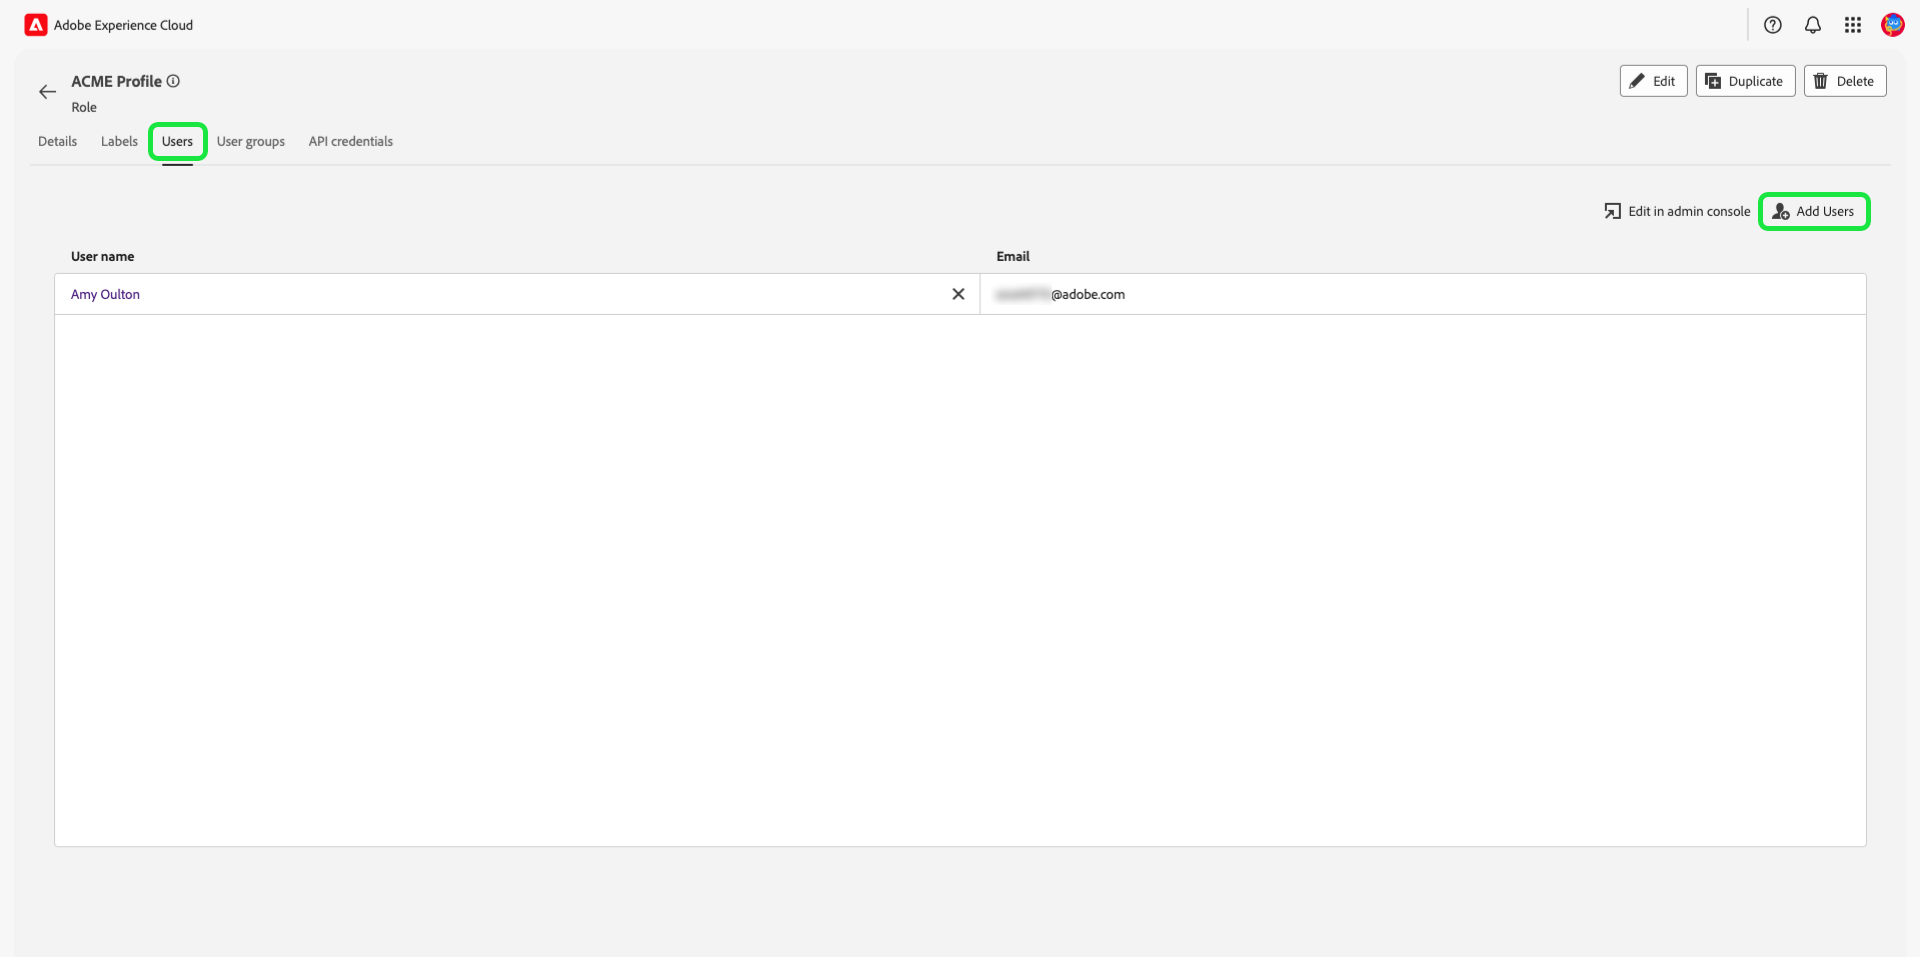 Adobe Experience Cloud
ACME Profile
Role
Edit
Duplicate
Delete
Details
Labels
Users
User groups
API credentials
Edit in admin console
Add Users
User name
Email
Amy Oulton
@adobe.com